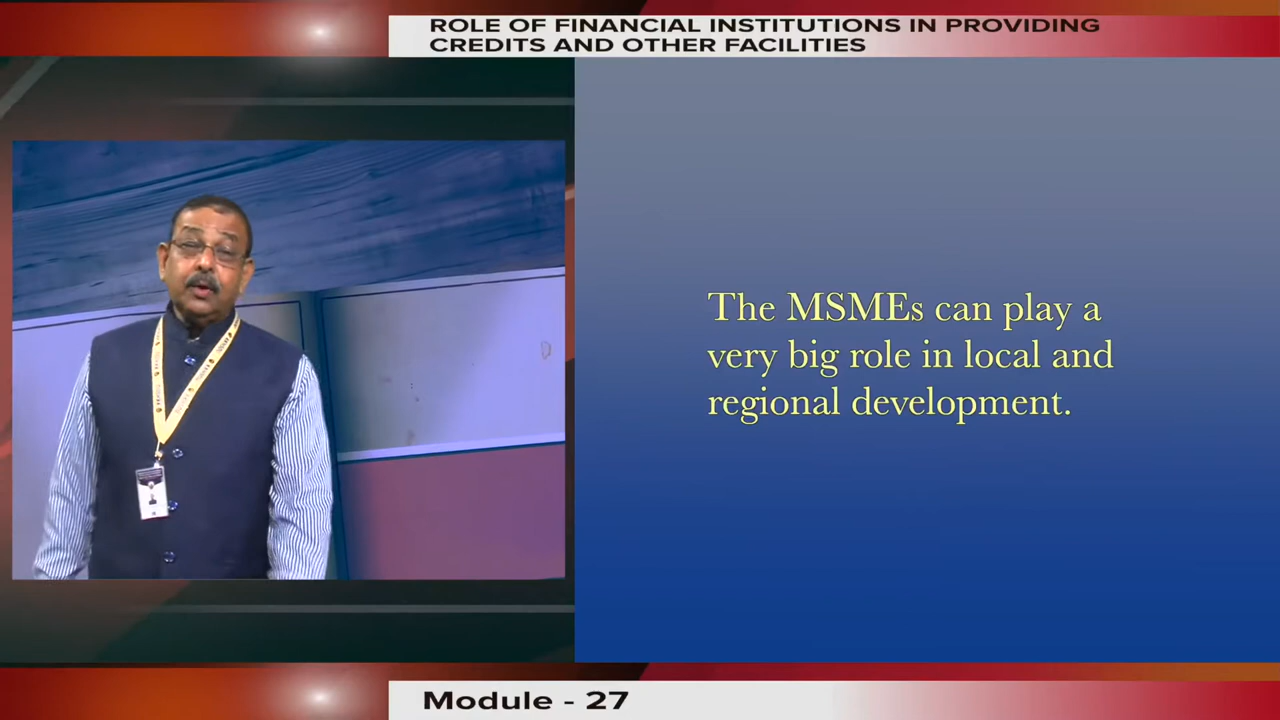 ROLE OF FINANCIAL INSTITUTIONS IN PROVIDING
CREDITS AND OTHER FACILITIES
The MSMEs can play a
very big role in local and
regional development.
Module - 27